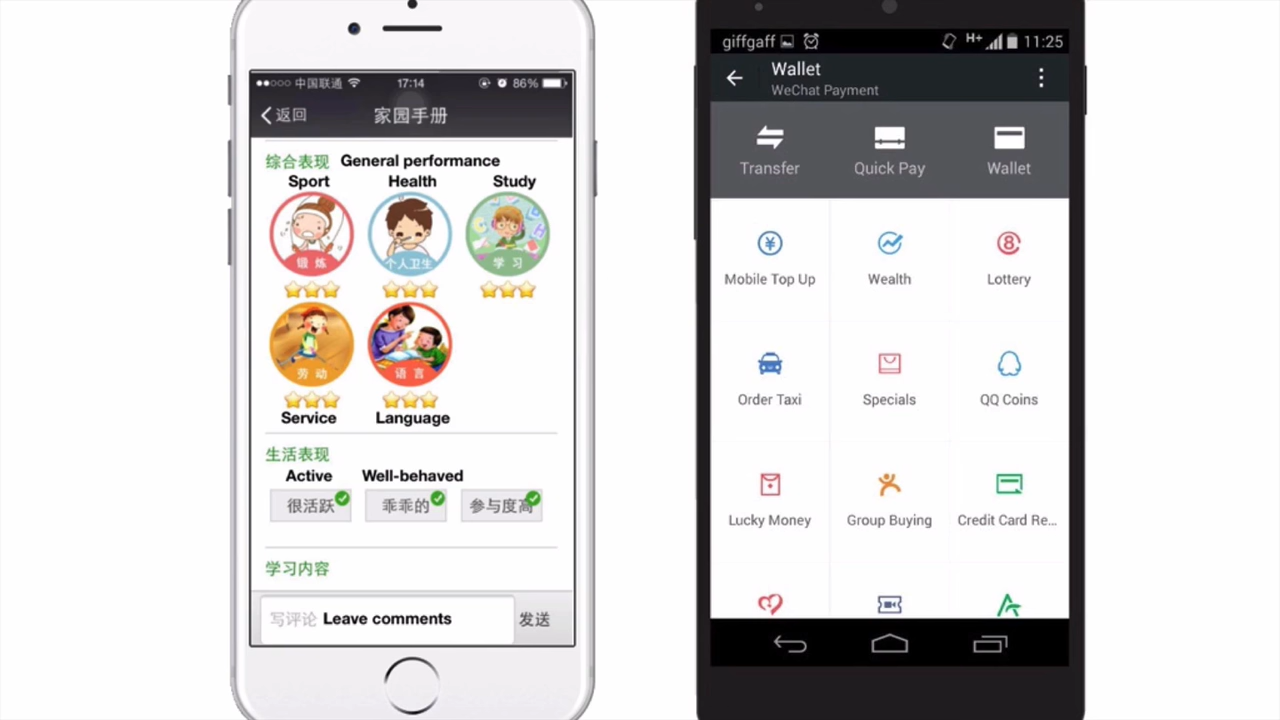 中国联通 17:14 86%
返回 家园手册
综合表现 General performance
Sport Health Study
锻炼 个人卫生 学习
劳动 语言
Service Language
生活表现
Active Well-behaved
很活跃 乖乖的 参与度高
学习内容
写评论 Leave comments 发送
giffgaff H+ 11:25
Wallet
WeChat Payment
Transfer Quick Pay Wallet
Mobile Top Up Wealth Lottery
Order Taxi Specials QQ Coins
Lucky Money Group Buying Credit Card Re...